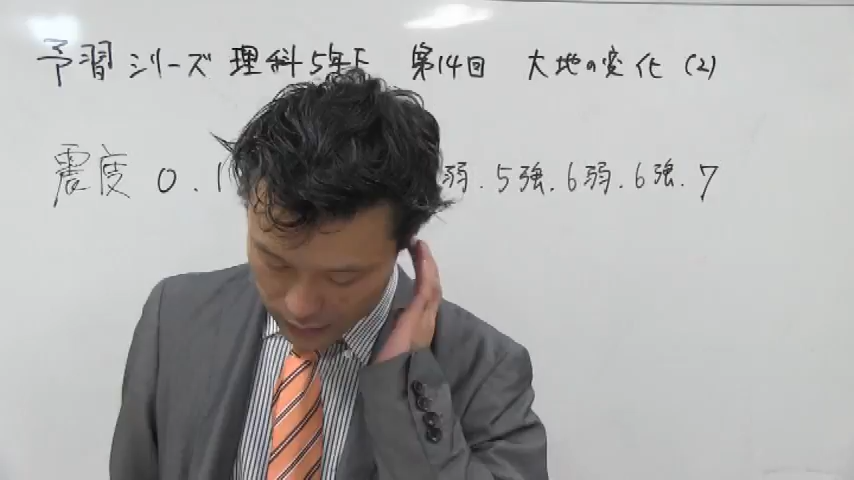 予習シリーズ 理科5年下 第14回 大地の変化(2)
震度 0.1 弱.5強.6弱.6強.7